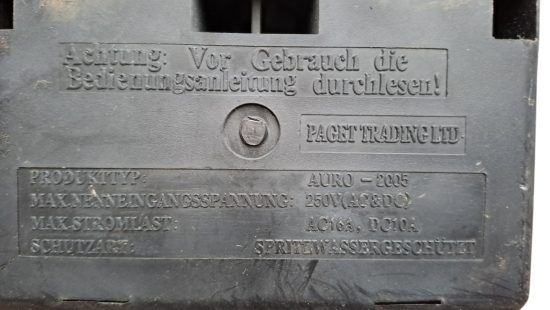 Achtung: Vor Gebrauch die
Bedienungsanleitung durchlesen!
PAGET TRADING LTD.
PRODUKTTYP: AURO – 2005
MAX.NENNEINGANGSSPANNUNG: 250V(AC&DC)
MAX.STROMLAST: AC16A, DC10A
SCHUTZART: SPRITZWASSERGESCHÜTZT